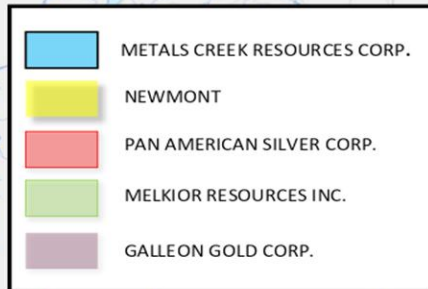 METALS CREEK RESOURCES CORP.
NEWMONT
PAN AMERICAN SILVER CORP.
MELKIOR RESOURCES INC.
GALLEON GOLD CORP.